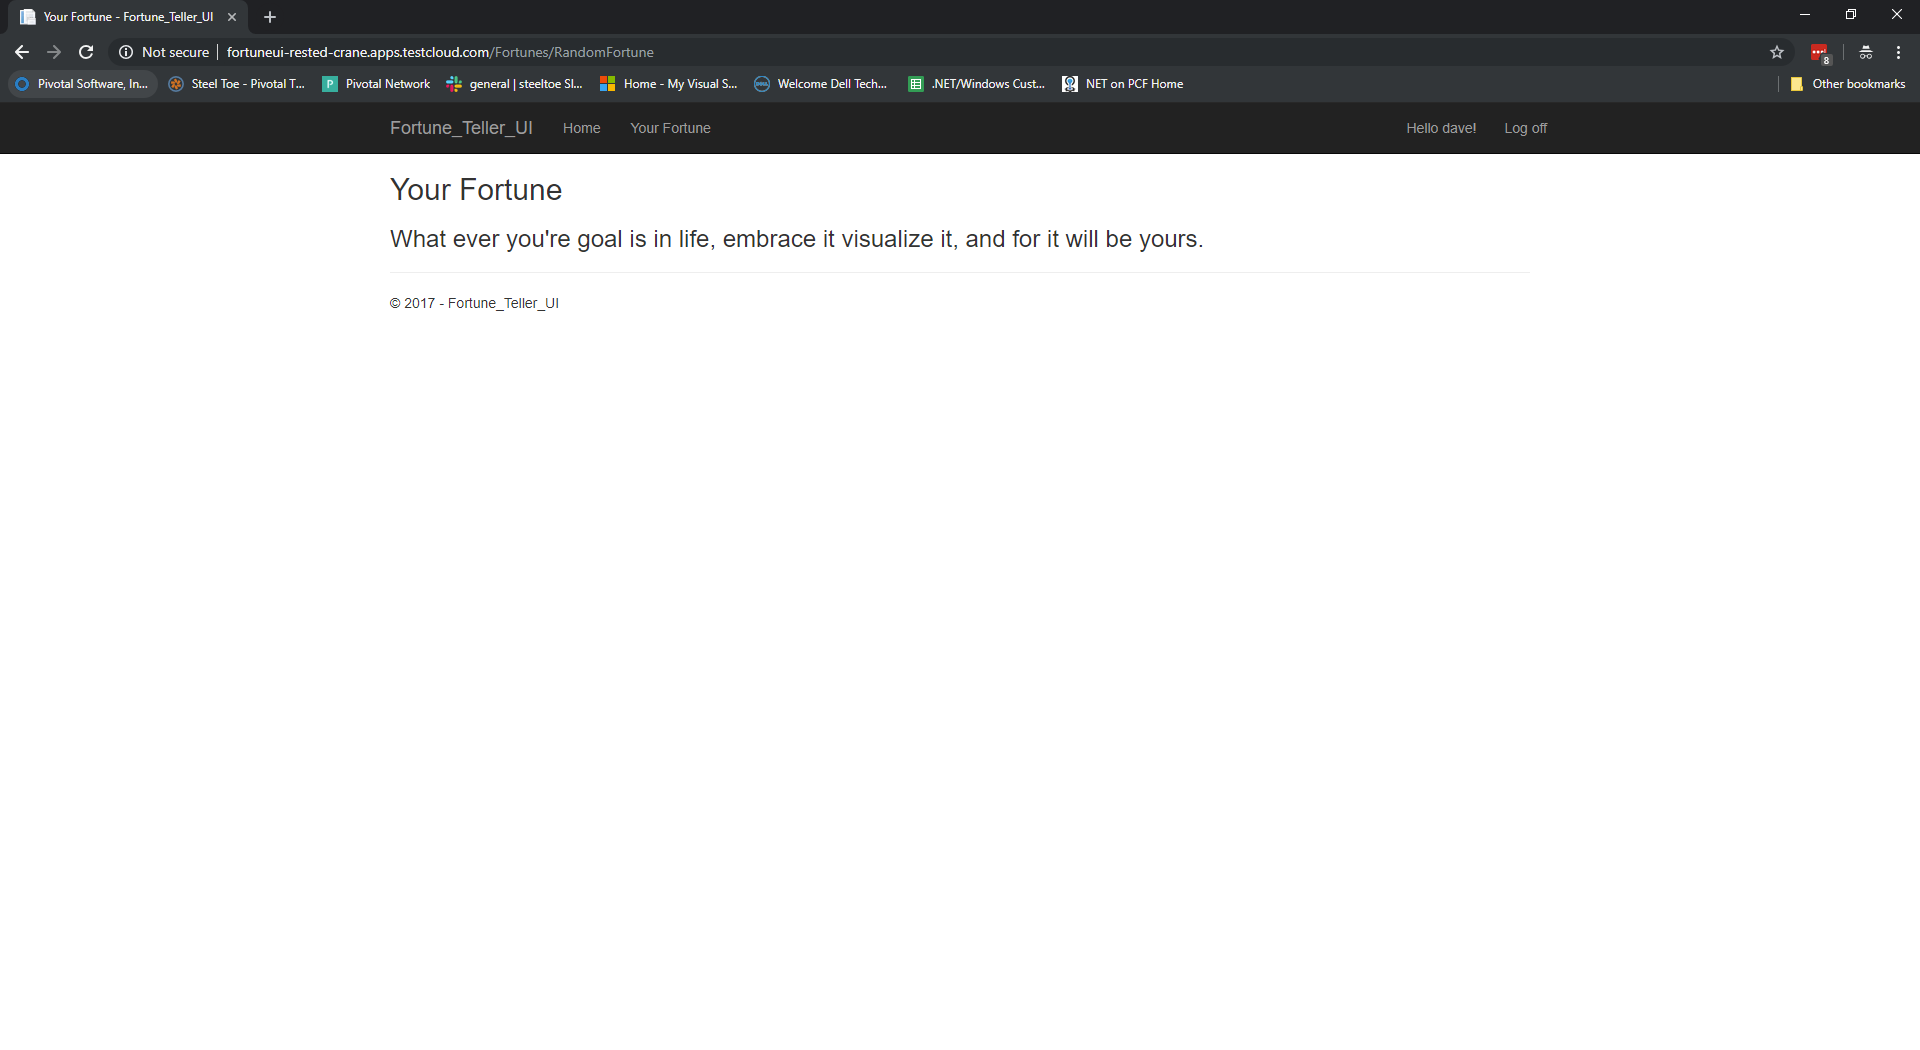 Your Fortune - Fortune_Teller_UI
Not secure fortuneui-rested-crane.apps.testcloud.com/Fortunes/RandomFortune
8
Pivotal Software, In... Steel Toe - Pivotal T... P Pivotal Network general | steeltoe Sl... Home - My Visual S... DELL Welcome Dell Tech... .NET/Windows Cust... NET on PCF Home Other bookmarks
Fortune_Teller_UI Home Your Fortune Hello dave! Log off
Your Fortune
What ever you're goal is in life, embrace it visualize it, and for it will be yours.
© 2017 - Fortune_Teller_UI